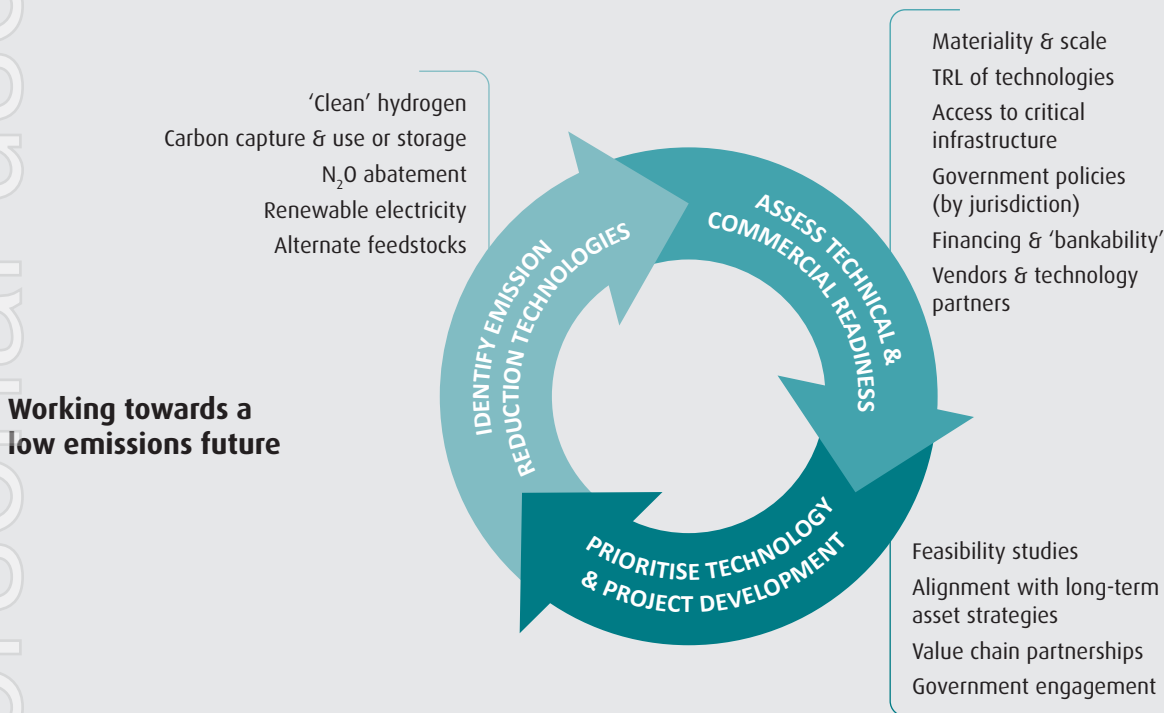 Working towards a
low emissions future
'Clean' hydrogen
Carbon capture & use or storage
N₂O abatement
Renewable electricity
Alternate feedstocks
IDENTIFY EMISSION
REDUCTION TECHNOLOGIES
ASSESS TECHNICAL &
COMMERCIAL READINESS
Materiality & scale
TRL of technologies
Access to critical
infrastructure
Government policies
(by jurisdiction)
Financing & 'bankability'
Vendors & technology
partners
PRIORITISE TECHNOLOGY
& PROJECT DEVELOPMENT
Feasibility studies
Alignment with long-term
asset strategies
Value chain partnerships
Government engagement